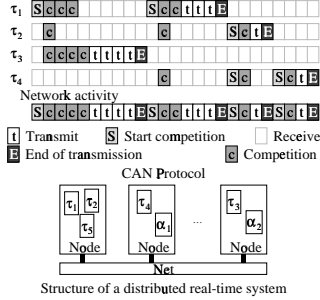 τ1 S c c c S c c t t t E
τ2 c c S c t E
τ3 c c c c t t t t E
τ4 c c S c S c t E
Network activity
S c c c c t t t t E S c c t t t E S c t E S c t E
t Transmit S Start competition Receive
E End of transmission c Competition
CAN Protocol
τ1 τ2 τ5 Node
τ4 α1 Node
...
τ3 α2 Node
Net
Structure of a distributed real-time system